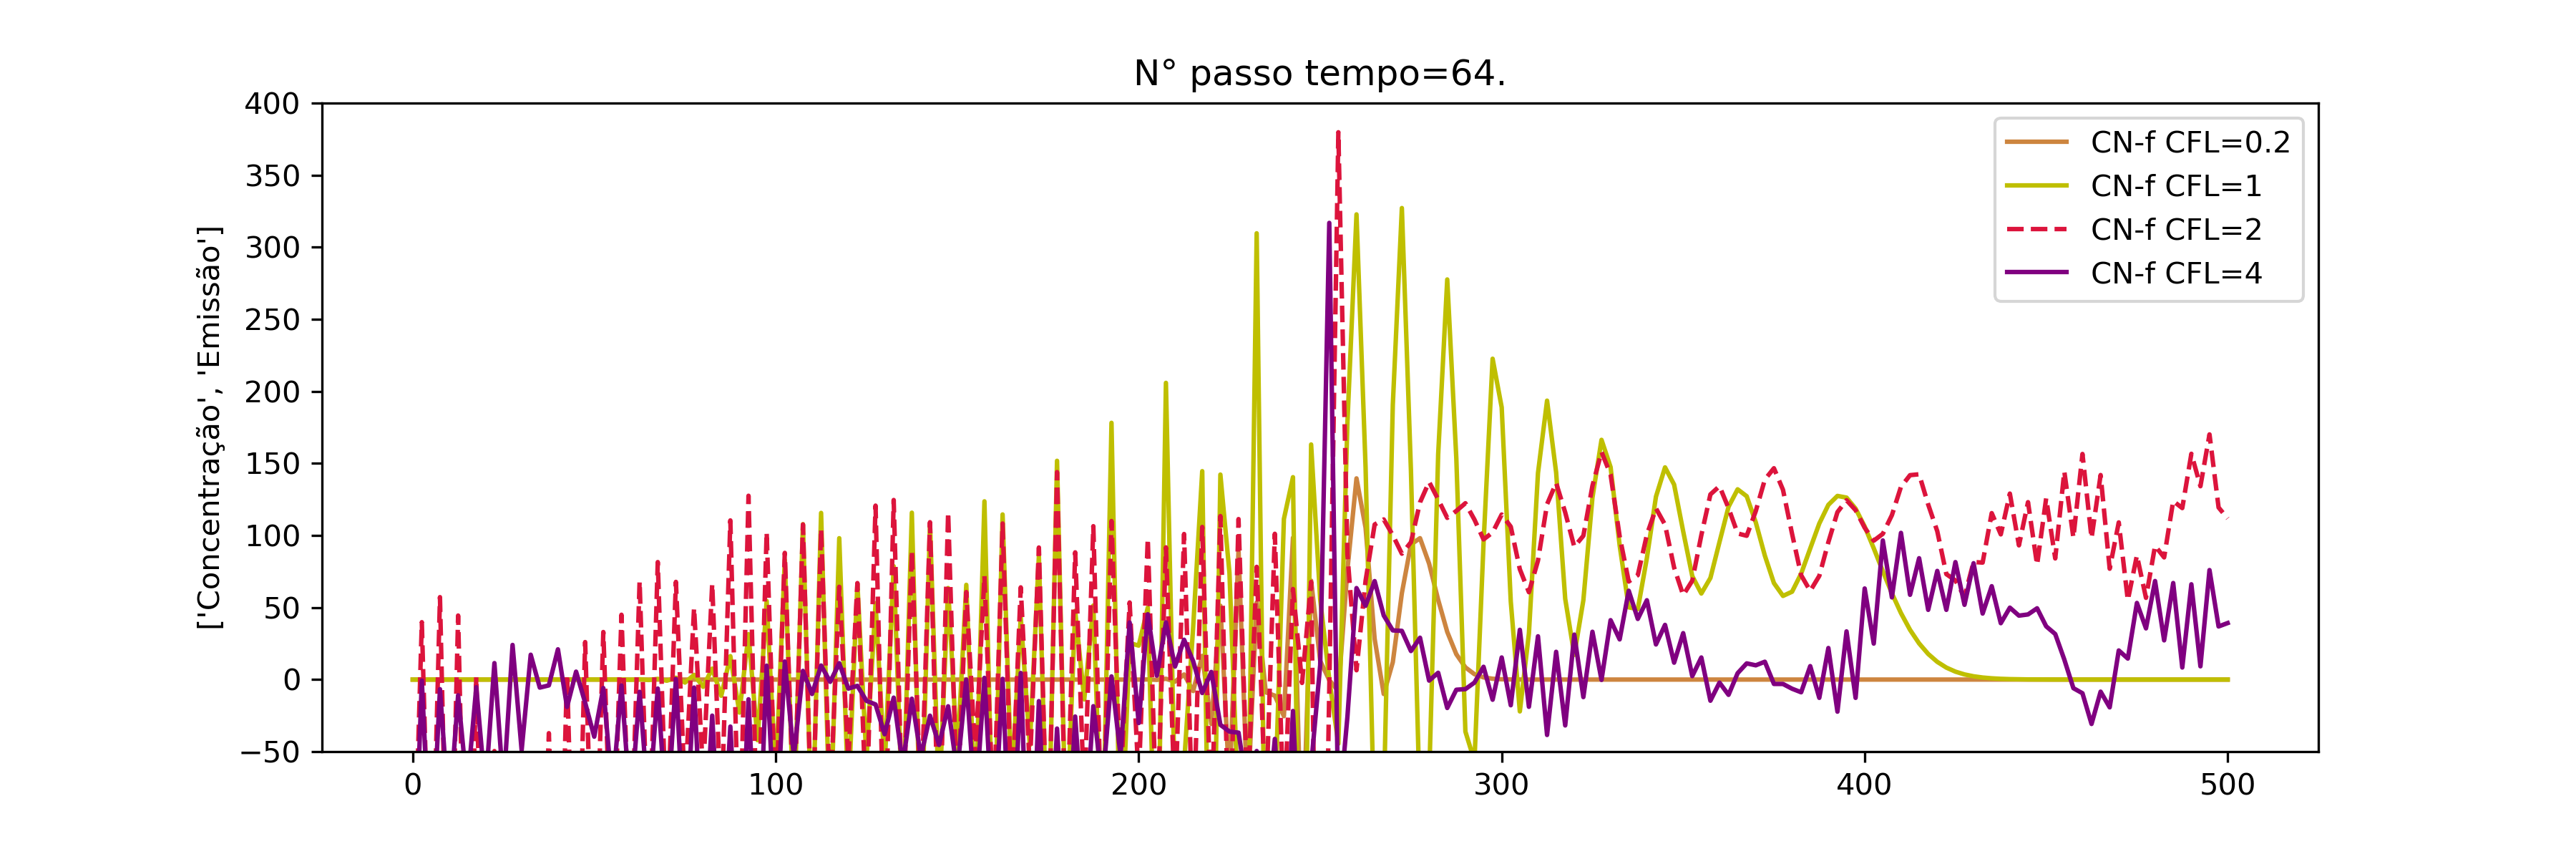 N° passo tempo=64.
['Concentração', 'Emissão']
400
350
300
250
200
150
100
50
0
−50
0 100 200 300 400 500
CN-f CFL=0.2
CN-f CFL=1
CN-f CFL=2
CN-f CFL=4